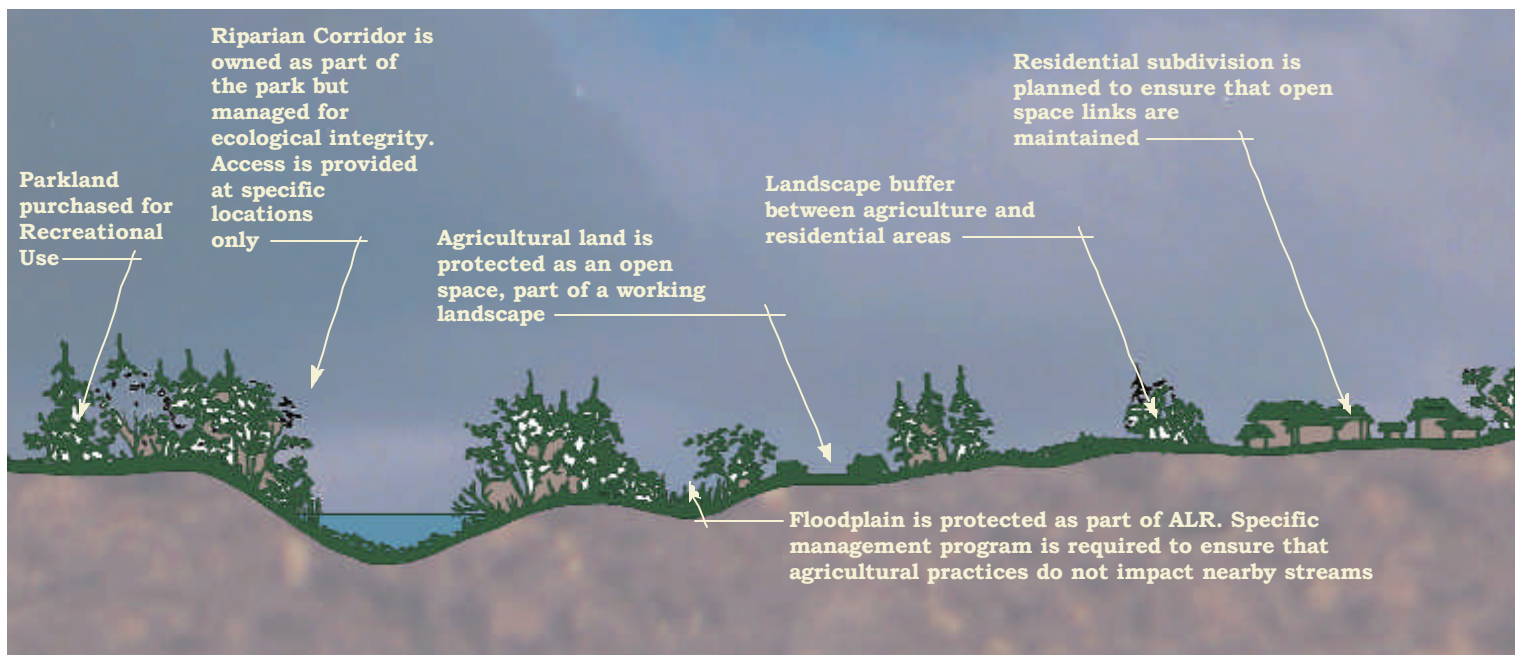 Parkland
purchased for
Recreational
Use
Riparian Corridor is
owned as part of
the park but
managed for
ecological integrity.
Access is provided
at specific
locations
only
Agricultural land is
protected as an open
space, part of a working
landscape
Landscape buffer
between agriculture and
residential areas
Residential subdivision is
planned to ensure that open
space links are
maintained
Floodplain is protected as part of ALR. Specific
management program is required to ensure that
agricultural practices do not impact nearby streams